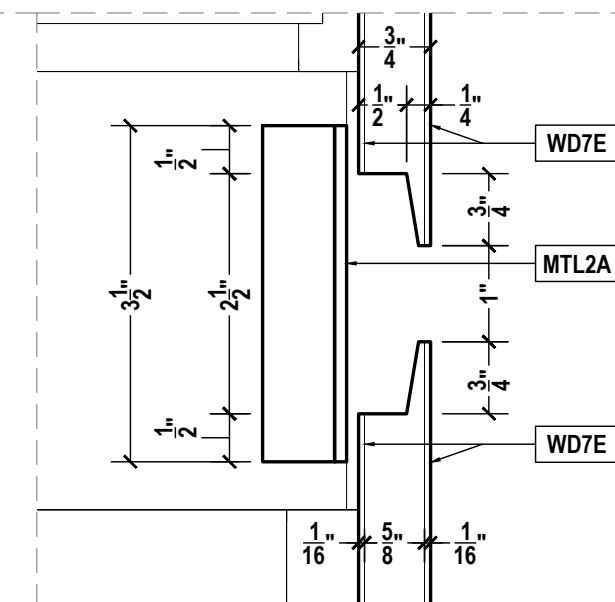 3/4"
1/2" 1/4"
WD7E
1/2"
3/4"
MTL2A
3 1/2" 2 1/2" 1"
3/4"
1/2"
WD7E
1/16" 5/8" 1/16"